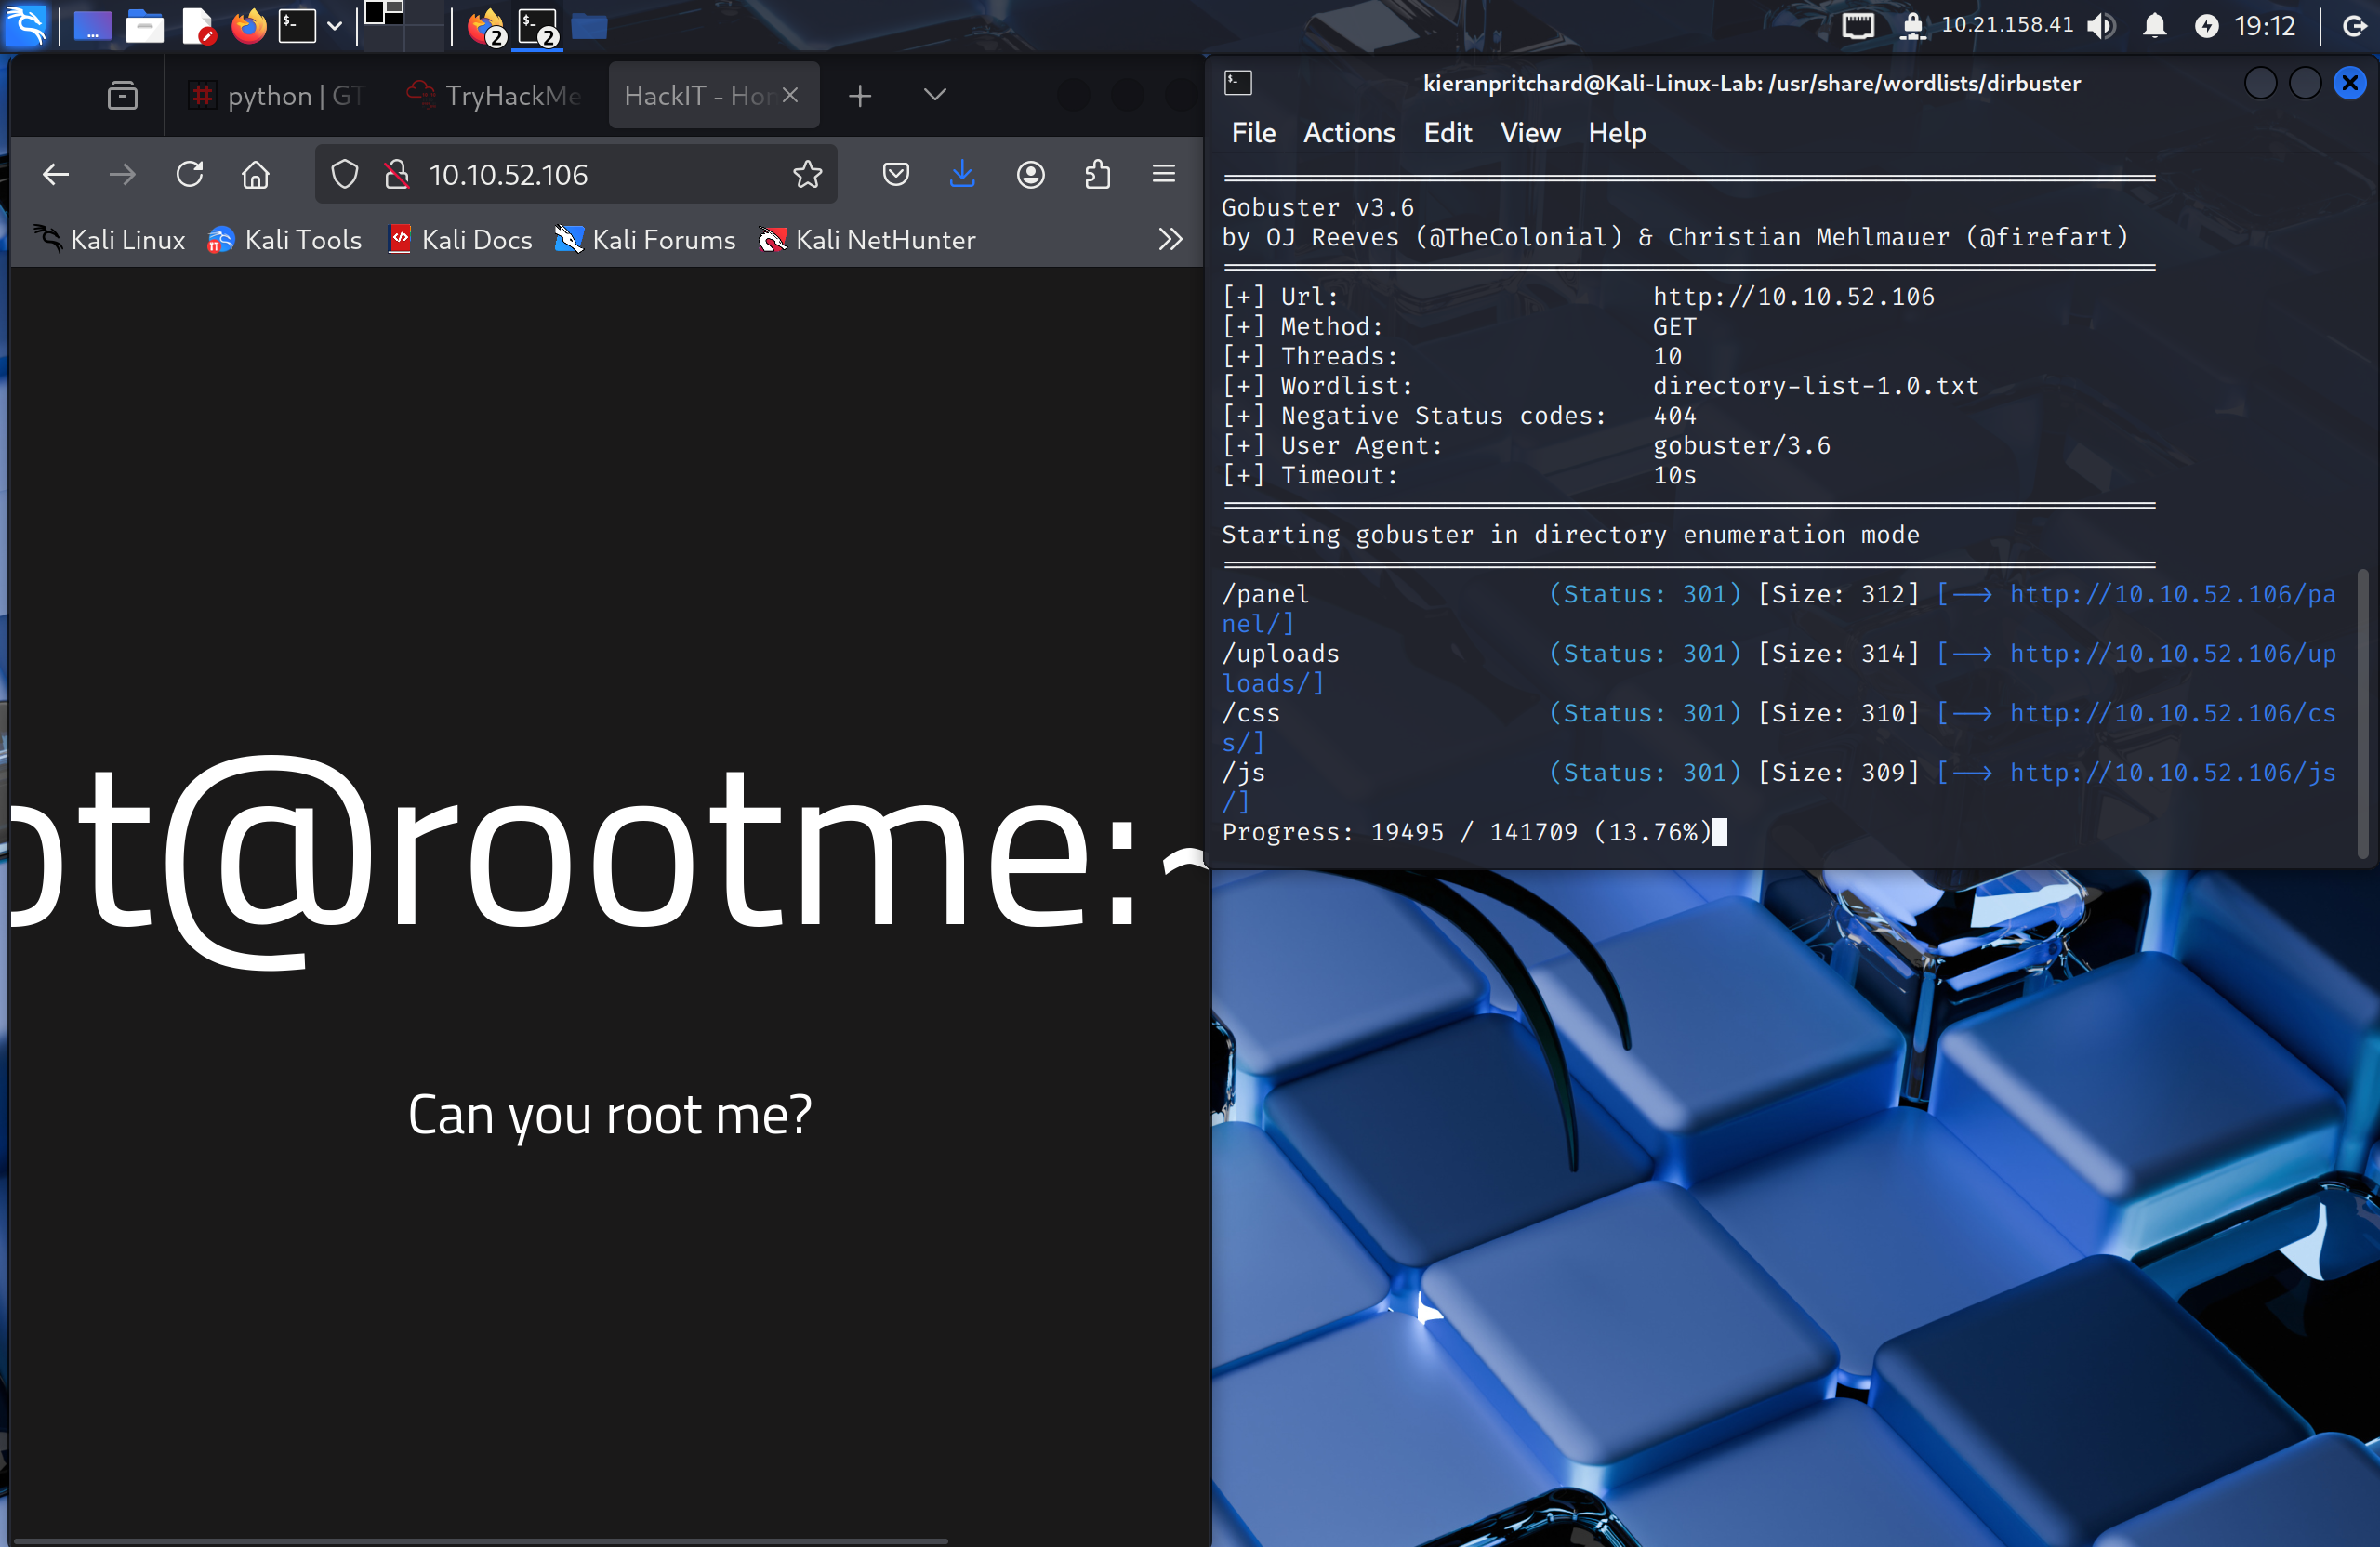 10.21.158.41
19:12
2
2
python | GT
TryHackMe
HackIT - Hor
10.10.52.106
Kali Linux
Kali Tools
Kali Docs
Kali Forums
Kali NetHunter
ot@rootme:~
Can you root me?
kieranpritchard@Kali-Linux-Lab: /usr/share/wordlists/dirbuster
File Actions Edit View Help
Gobuster v3.6
by OJ Reeves (@TheColonial) & Christian Mehlmauer (@firefart)
[+] Url: http://10.10.52.106
[+] Method: GET
[+] Threads: 10
[+] Wordlist: directory-list-1.0.txt
[+] Negative Status codes: 404
[+] User Agent: gobuster/3.6
[+] Timeout: 10s
Starting gobuster in directory enumeration mode
/panel (Status: 301) [Size: 312] [--> http://10.10.52.106/pa
nel/]
/uploads (Status: 301) [Size: 314] [--> http://10.10.52.106/up
loads/]
/css (Status: 301) [Size: 310] [--> http://10.10.52.106/cs
s/]
/js (Status: 301) [Size: 309] [--> http://10.10.52.106/js
/]
Progress: 19495 / 141709 (13.76%)